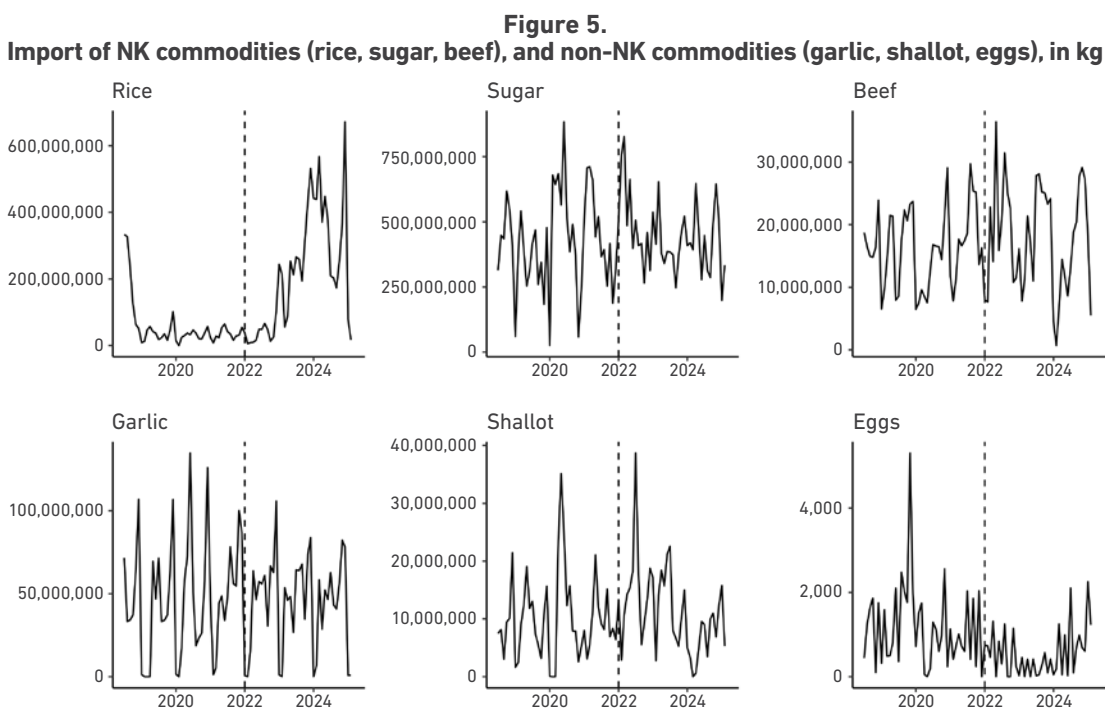 Figure 5.
Import of NK commodities (rice, sugar, beef), and non-NK commodities (garlic, shallot, eggs), in kg
Rice
600,000,000
400,000,000
200,000,000
0
2020 2022 2024
Sugar
750,000,000
500,000,000
250,000,000
0
2020 2022 2024
Beef
30,000,000
20,000,000
10,000,000
0
2020 2022 2024
Garlic
100,000,000
50,000,000
0
2020 2022 2024
Shallot
40,000,000
30,000,000
20,000,000
10,000,000
0
2020 2022 2024
Eggs
4,000
2,000
0
2020 2022 2024